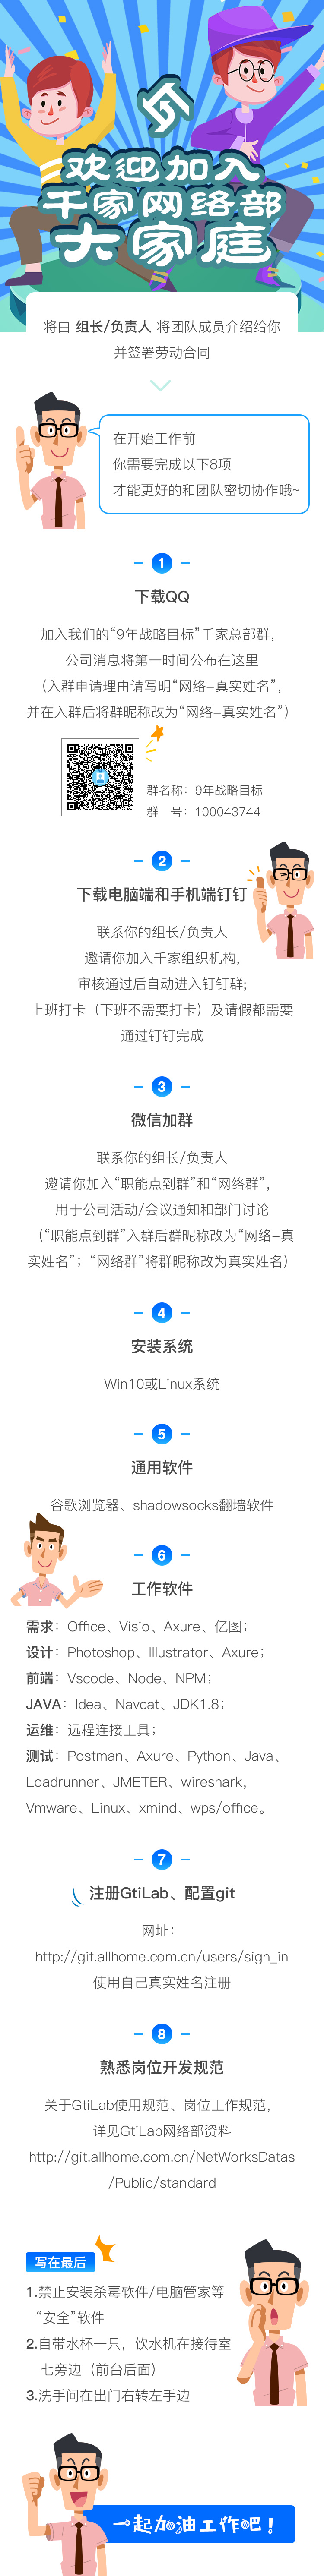 欢迎加入
千家网络部
大家庭
将由 组长/负责人 将团队成员介绍给你
并签署劳动合同
在开始工作前
你需要完成以下8项
才能更好的和团队密切协作哦~
1
下载QQ
加入我们的“9年战略目标”千家总部群，
公司消息将第一时间公布在这里
（入群申请理由请写明“网络-真实姓名”，
并在入群后将群昵称改为“网络-真实姓名”）
群名称：9年战略目标
群 号：100043744
2
下载电脑端和手机端钉钉
联系你的组长/负责人
邀请你加入千家组织机构，
审核通过后自动进入钉钉群；
上班打卡（下班不需要打卡）及请假都需要
通过钉钉完成
3
微信加群
联系你的组长/负责人
邀请你加入“职能点到群”和“网络群”，
用于公司活动/会议通知和部门讨论
（“职能点到群”入群后群昵称改为“网络-真
实姓名”；“网络群”将群昵称改为真实姓名）
4
安装系统
Win10或Linux系统
5
通用软件
谷歌浏览器、shadowsocks翻墙软件
6
工作软件
需求：Office、Visio、Axure、亿图；
设计：Photoshop、Illustrator、Axure；
前端：Vscode、Node、NPM；
JAVA：Idea、Navcat、JDK1.8；
运维：远程连接工具；
测试：Postman、Axure、Python、Java、
Loadrunner、JMETER、wireshark，
Vmware、Linux、xmind、wps/office。
7
注册GtiLab、配置git
网址：
http://git.allhome.com.cn/users/sign_in
使用自己真实姓名注册
8
熟悉岗位开发规范
关于GtiLab使用规范、岗位工作规范，
详见GtiLab网络部资料
http://git.allhome.com.cn/NetWorksDatas
/Public/standard
写在最后
1.禁止安装杀毒软件/电脑管家等
“安全”软件
2.自带水杯一只，饮水机在接待室
七旁边（前台后面）
3.洗手间在出门右转左手边
一起加油工作吧！